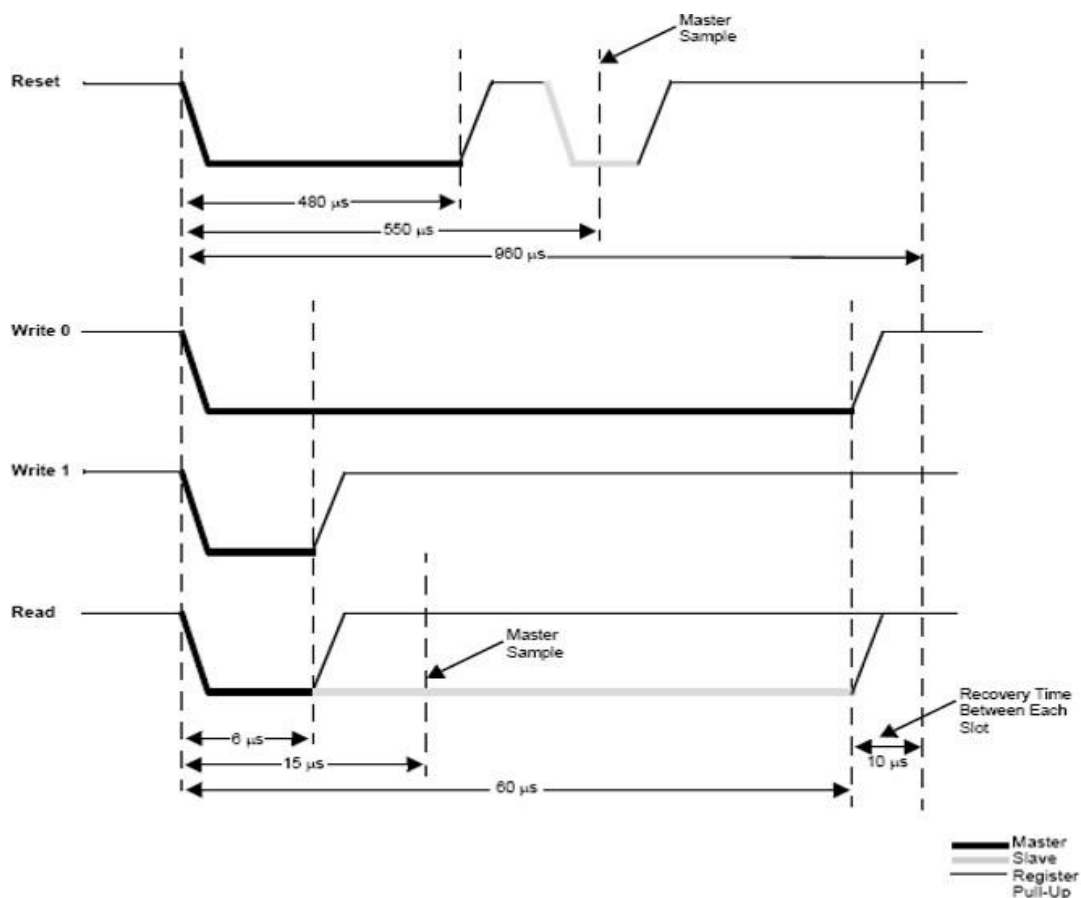 Master
Sample
Reset
480 μs
550 μs
960 μs
Write 0
Write 1
Read
Master
Sample
Recovery Time
Between Each
Slot
6 μs
15 μs
10 μs
60 μs
Master
Slave
Register
Pull-Up